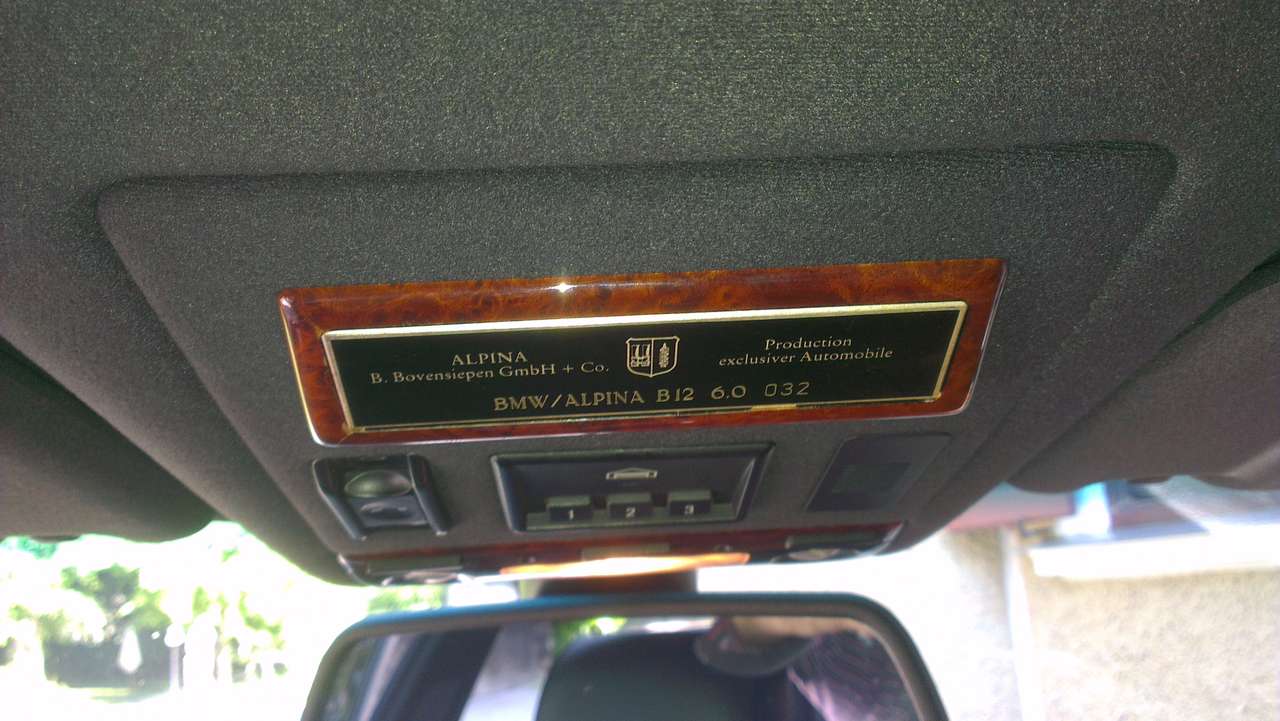 ALPINA
B. Bovensiepen GmbH + Co.
Production
exclusiver Automobile
BMW/ALPINA B12 6.0 032
1 2 3